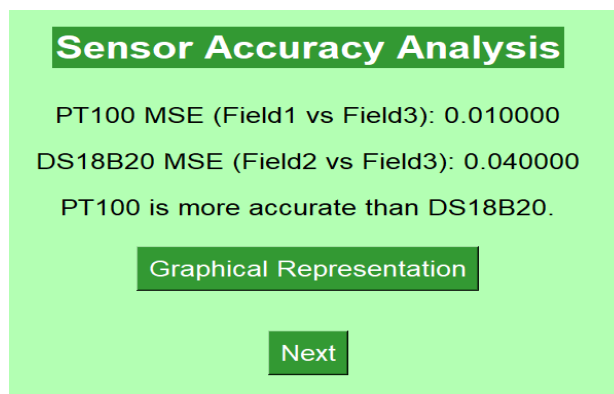 Sensor Accuracy Analysis
PT100 MSE (Field1 vs Field3): 0.010000
DS18B20 MSE (Field2 vs Field3): 0.040000
PT100 is more accurate than DS18B20.
Graphical Representation
Next